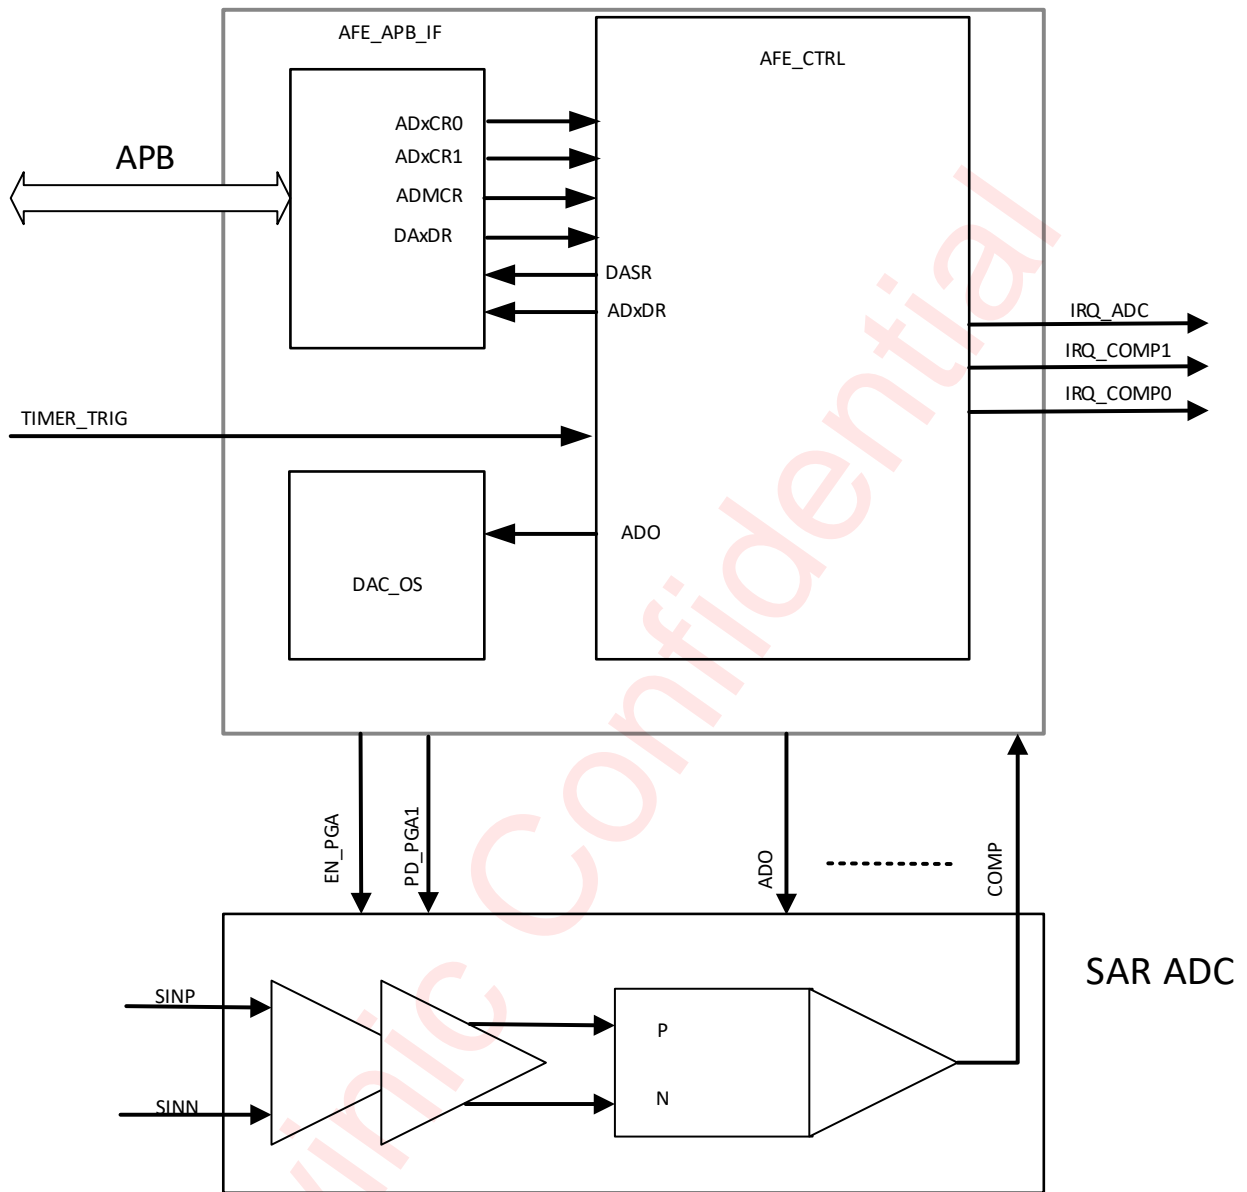 AFE_APB_IF
AFE_CTRL
ADxCR0
ADxCR1
APB
ADMCR
DAxDR
DASR
ADxDR
IRQ_ADC
IRQ_COMP1
IRQ_COMP0
TIMER_TRIG
ADO
DAC_OS
EN_PGA
PD_PGA1
ADO
COMP
SAR ADC
SINP
P
N
SINN
vinic Confidential